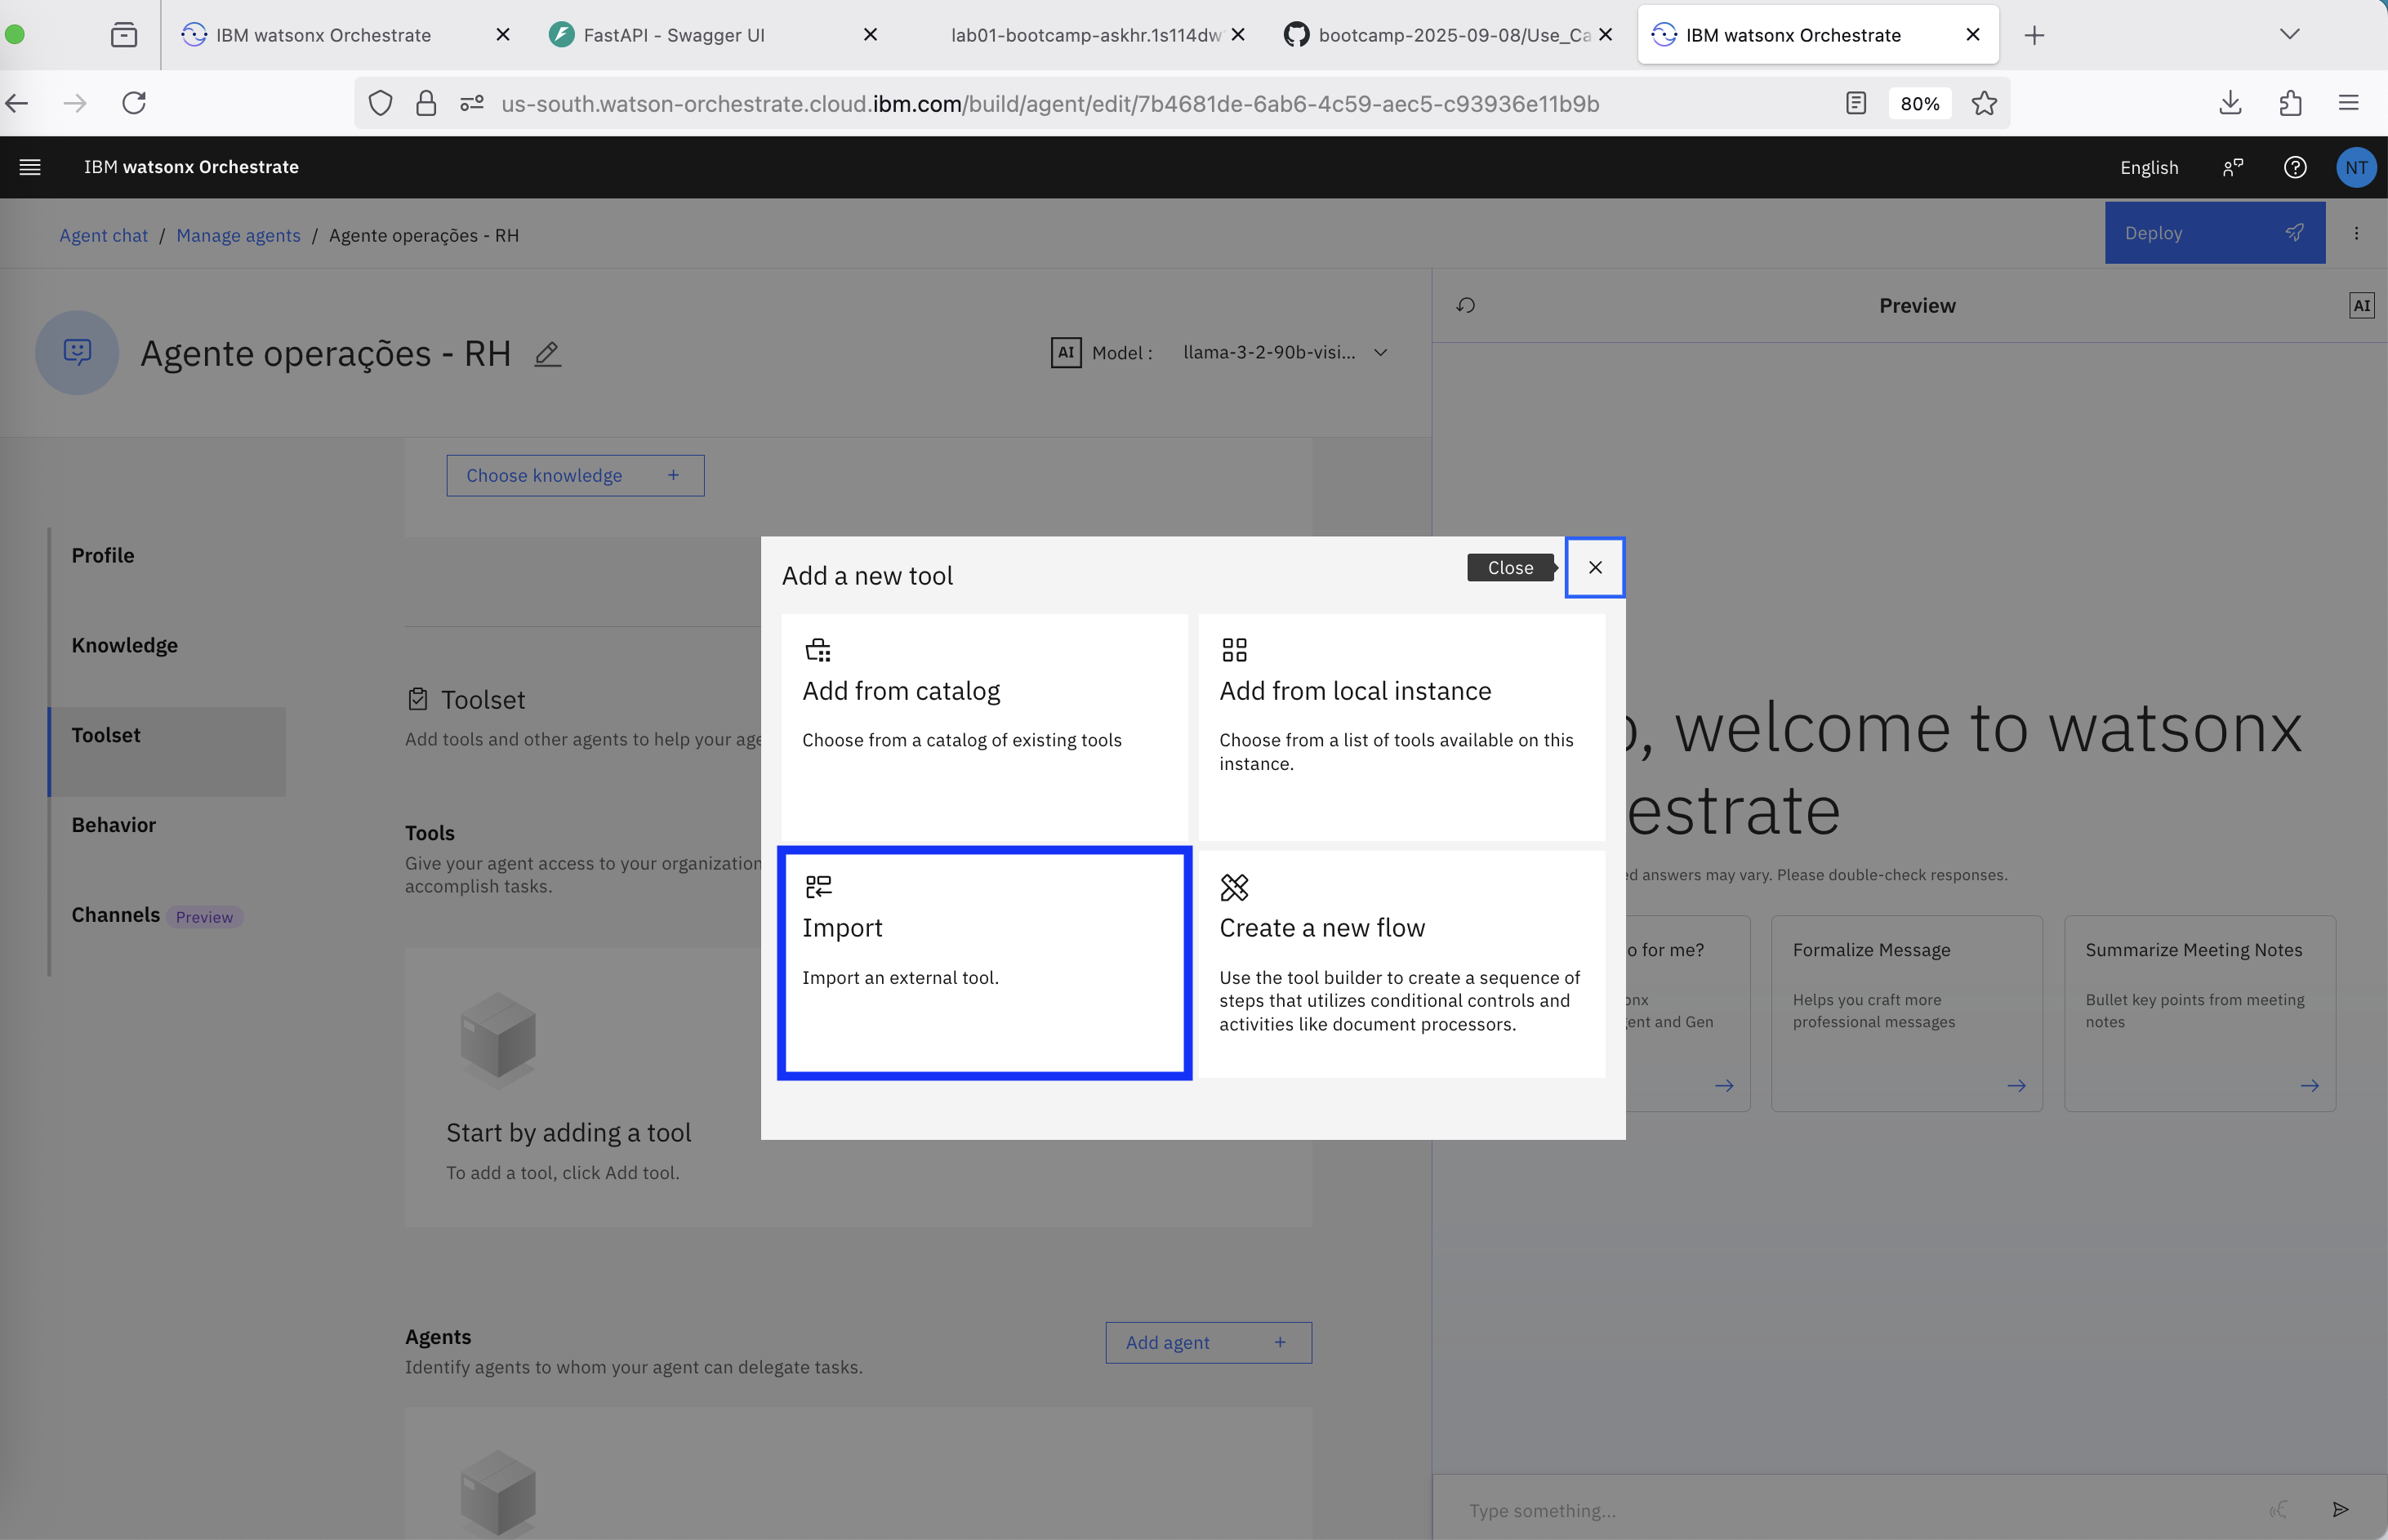 IBM watsonx Orchestrate
FastAPI - Swagger UI
lab01-bootcamp-askhr.1s114dw
bootcamp-2025-09-08/Use_Ca
IBM watsonx Orchestrate
us-south.watson-orchestrate.cloud.ibm.com/build/agent/edit/7b4681de-6ab6-4c59-aec5-c93936e11b9b
80%
IBM watsonx Orchestrate
English
NT
Agent chat / Manage agents / Agente operações - RH
Deploy
Agente operações - RH
AI Model :
llama-3-2-90b-visi...
Preview
AI
Choose knowledge +
Profile
Knowledge
Toolset
Behavior
Channels Preview
Toolset
Add tools and other agents to help your age
Tools
Give your agent access to your organization
accomplish tasks.
Start by adding a tool
To add a tool, click Add tool.
Agents
Identify agents to whom your agent can delegate tasks.
Add agent +
Add a new tool
Close
Add from catalog
Choose from a catalog of existing tools
Add from local instance
Choose from a list of tools available on this
instance.
Import
Import an external tool.
Create a new flow
Use the tool builder to create a sequence of
steps that utilizes conditional controls and
activities like document processors.
, welcome to watsonx
estrate
ed answers may vary. Please double-check responses.
o for me?
onx
ent and Gen
Formalize Message
Helps you craft more
professional messages
Summarize Meeting Notes
Bullet key points from meeting
notes
Type something...